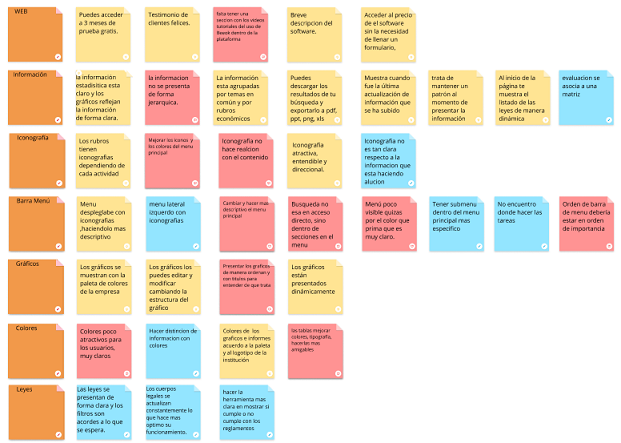 WEB
Puedes acceder
a 3 meses de
prueba gratis.
Testimonio de
clientes felices.
falta tener una
seccion con los videos
tutoriales del uso de
Reeok dentro de la
plataforma
Breve
descripcion del
software.
Acceder al precio
de el software
sin la necesidad
de llenar un
formulario,
Información
la información
estadísitica esta
claro y los
gráficos reflejan
la información
de forma clara.
la informacion
no se presenta
de forma
jerarquica.
La información
esta agrupadas
por temas en
común y por
rubros
económicos
Puedes
descargar los
resultados de tu
búsqueda y
exportarlo a pdf,
ppt, png, xls
Muestra cuando
fue la última
actualización de
información que
se ha subido
trata de
mantener un
patrón al
momento de
presentar la
información
Al inicio de la
página te
muestra el
listado de las
leyes de manera
dinámica
evaluacion se
asocia a una
matriz
Iconografía
Los rubros
tienen
iconografias
dependiendo de
cada actividad
Mejorar los iconos y
los colores del menu
principal
Iconografia no
hace realcion
con el contenido
Iconografia
atractiva,
entendible y
direccional.
Iconografia no
es tan clara
respecto a la
informacion que
esta haciendo
alucion
Barra Menú
Menu
despleglabe con
iconografias
,haciendolo mas
descriptivo
menu lateral
izquerdo con
iconografias
Cambiar y hacer mas
descriptivo el menu
principal
Busqueda no
esa en acceso
directo, sino
dentro de
secciones en el
menu
Menú poco
visible quizas
por el color que
prima que es
muy claro.
Tener submenu
dentro del menu
principal mas
especifico
No encuentro
donde hacer las
tareas
Orden de barra
de menu debería
estar en orden
de importancia
Gráficos
Los gráficos se
muestran con la
paleta de colores
de la empresa
Los gráficos los
puedes editar y
modificar
cambiando la
estructura del
gráfico
Presentar los graficos
de manera ordenan y
con titulos para
entender de que trata
Los gráficos
están
presentados
dinámicamente
Colores
Colores poco
atractivos para
los usuarios,
muy claros
Hacer distincion de
informacion con
colores
Colores de los
graficos e informes
acuerdo a la paleta
y al logotipo de la
institución
las tablas mejorar
colores, tipografia,
hacerlas mas
amigables
Leyes
Las leyes se
presentan de
forma clara y los
filtros son
acordes a lo que
se espera.
Los cuerpos
legales se
actualizan
constantemente lo
que hace mas
optimo su
funcionamiento.
hacer la
herramienta mas
clara en mostrar si
cumple o no
cumple con los
reglamentos